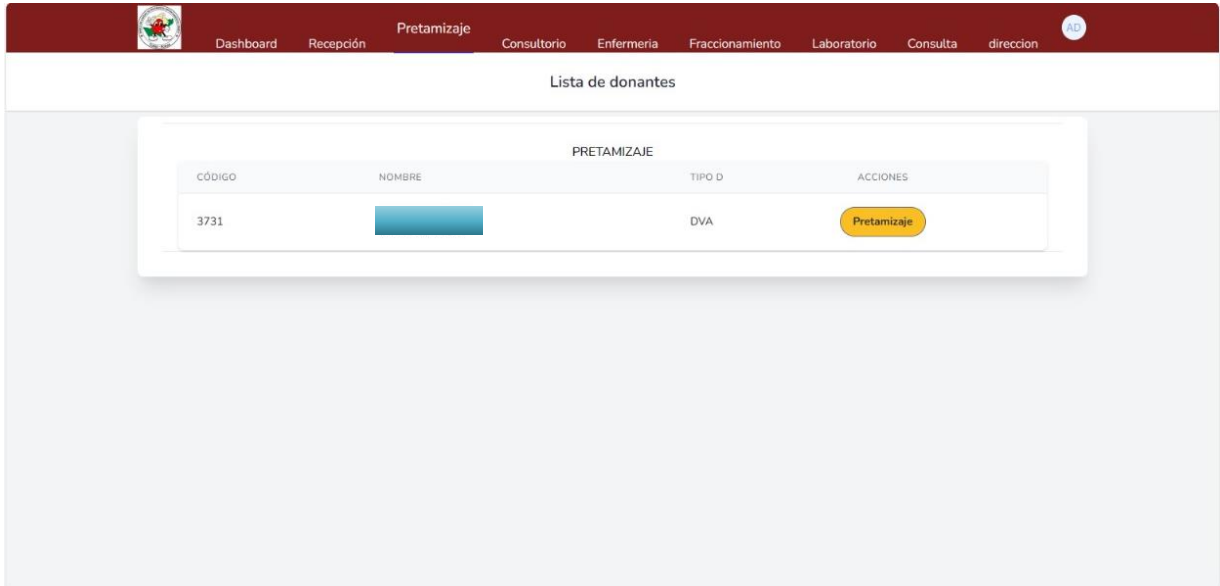 Dashboard Recepción Pretamizaje Consultorio Enfermeria Fraccionamiento Laboratorio Consulta direccion AD
Lista de donantes
PRETAMIZAJE
CÓDIGO NOMBRE TIPO D ACCIONES
3731 DVA Pretamizaje